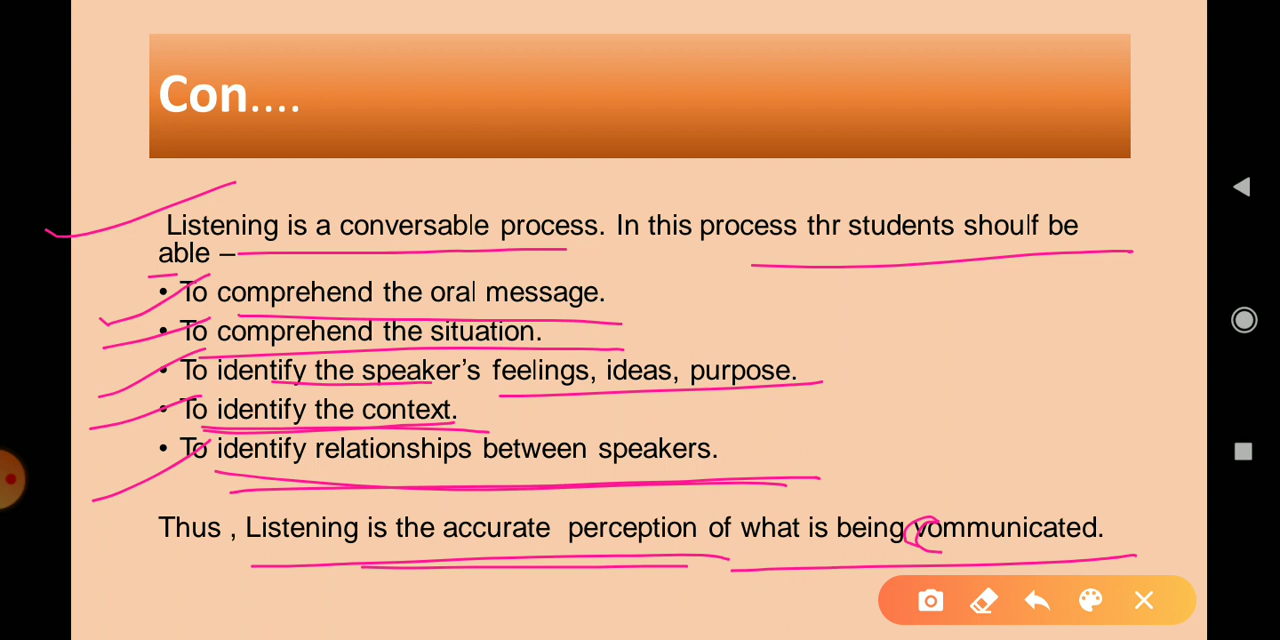 Con....
Listening is a conversable process. In this process thr students shoulf be
able –
• To comprehend the oral message.
• To comprehend the situation.
• To identify the speaker’s feelings, ideas, purpose.
• To identify the context.
• To identify relationships between speakers.
Thus , Listening is the accurate perception of what is being vommunicated.